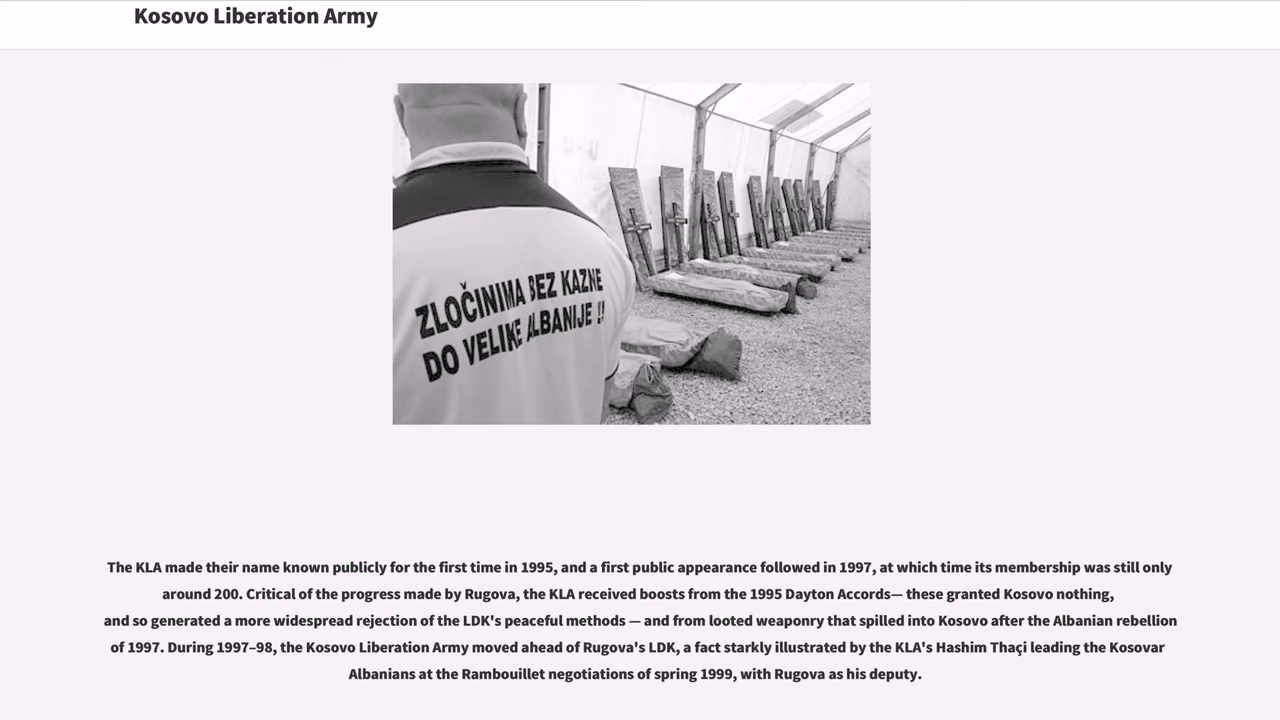 Kosovo Liberation Army
ZLOČINIMA BEZ KAZNE
DO VELIKE ALBANIJE !!
The KLA made their name known publicly for the first time in 1995, and a first public appearance followed in 1997, at which time its membership was still only
around 200. Critical of the progress made by Rugova, the KLA received boosts from the 1995 Dayton Accords— these granted Kosovo nothing,
and so generated a more widespread rejection of the LDK's peaceful methods — and from looted weaponry that spilled into Kosovo after the Albanian rebellion
of 1997. During 1997–98, the Kosovo Liberation Army moved ahead of Rugova's LDK, a fact starkly illustrated by the KLA's Hashim Thaçi leading the Kosovar
Albanians at the Rambouillet negotiations of spring 1999, with Rugova as his deputy.